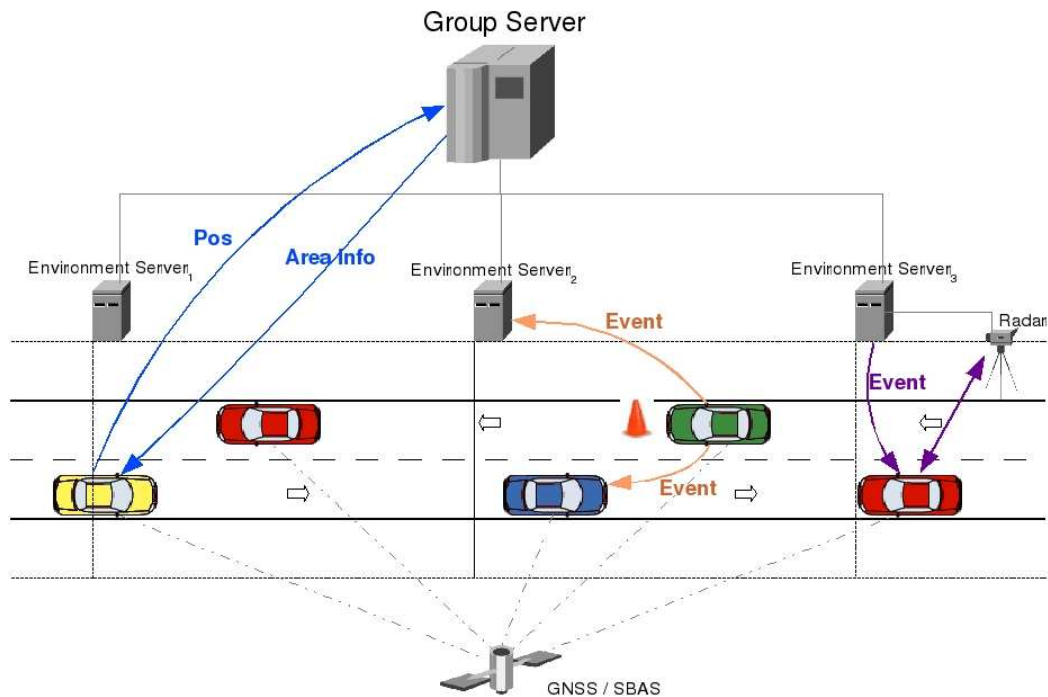 Group Server
Pos
Area Info
Environment Server1
Environment Server2
Environment Server3
Event
Radar
Event
Event
GNSS / SBAS